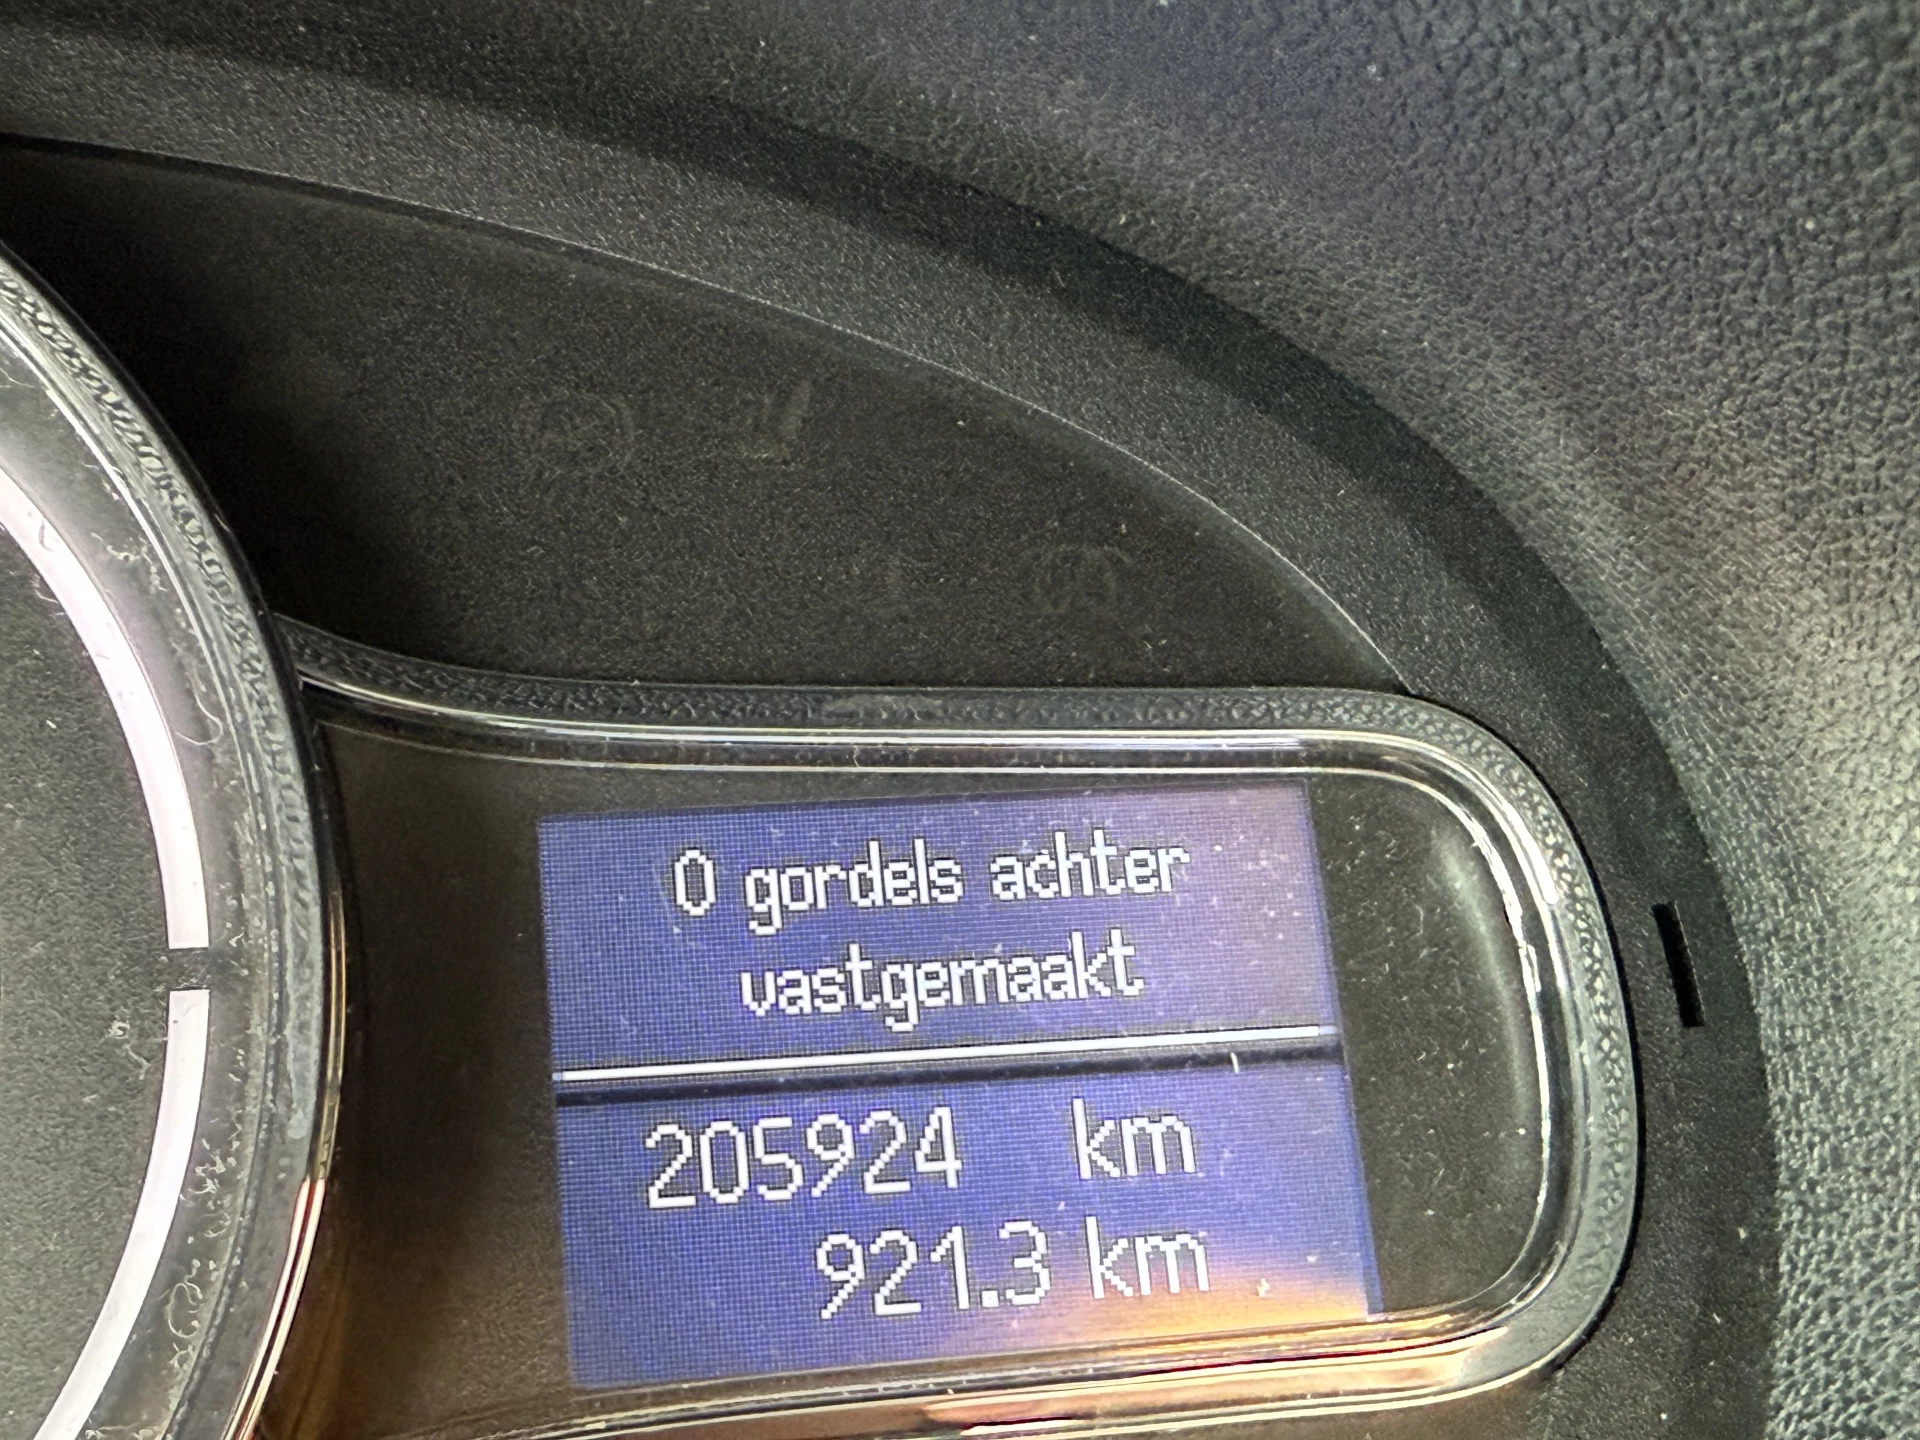 0 gordels achter
vastgemaakt
205924 km
921.3 km